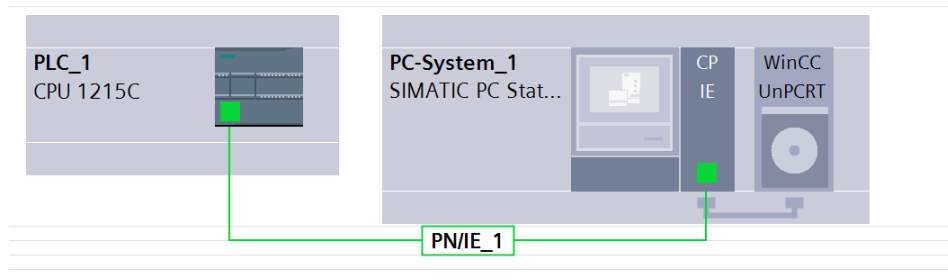 PLC_1
CPU 1215C
PC-System_1
SIMATIC PC Stat...
CP
IE
WinCC
UnPCRT
PN/IE_1